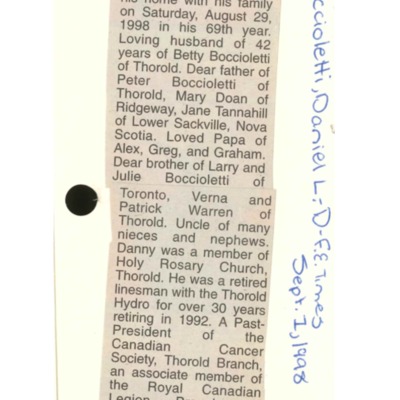 his home with his family
on Saturday, August 29,
1998 in his 69th year.
Loving husband of 42
years of Betty Boccioletti
of Thorold. Dear father of
Peter Boccioletti of
Thorold, Mary Doan of
Ridgeway, Jane Tannahill
of Lower Sackville, Nova
Scotia. Loved Papa of
Alex, Greg, and Graham.
Dear brother of Larry and
Julie Boccioletti of
Toronto, Verna and
Patrick Warren of
Thorold. Uncle of many
nieces and nephews.
Danny was a member of
Holy Rosary Church,
Thorold. He was a retired
linesman with the Thorold
Hydro for over 30 years
retiring in 1992. A Past-
President of the
Canadian Cancer
Society, Thorold Branch,
an associate member of
the Royal Canadian
Legion
occioletti, Daniel L - D - F.E. Times
Sept. 1, 1998